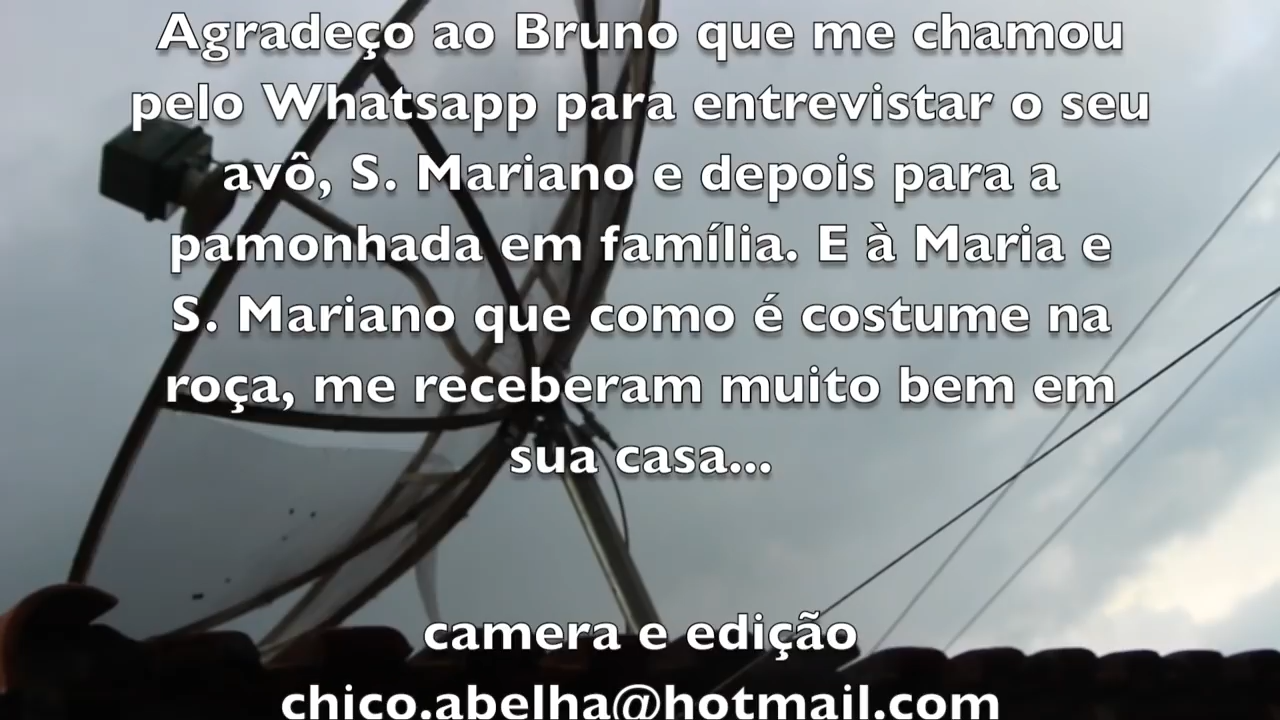 Agradeço ao Bruno que me chamou
pelo Whatsapp para entrevistar o seu
avô, S. Mariano e depois para a
pamonhada em família. E à Maria e
S. Mariano que como é costume na
roça, me receberam muito bem em
sua casa...
camera e edição
chico.abelha@hotmail.com